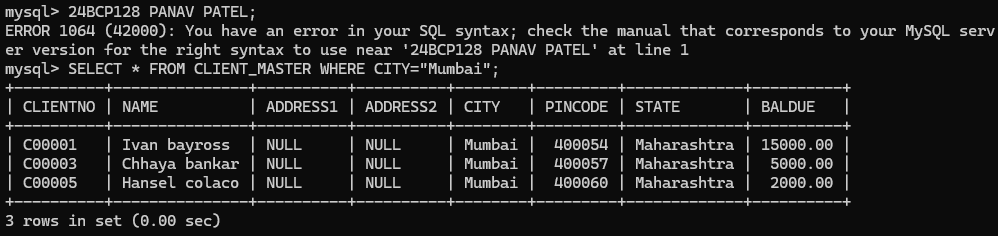 mysql> 24BCP128 PANAV PATEL;
ERROR 1064 (42000): You have an error in your SQL syntax; check the manual that corresponds to your MySQL serv
er version for the right syntax to use near '24BCP128 PANAV PATEL' at line 1
mysql> SELECT * FROM CLIENT_MASTER WHERE CITY="Mumbai";
+----------+---------------+----------+----------+--------+---------+-------------+----------+
| CLIENTNO | NAME          | ADDRESS1 | ADDRESS2 | CITY   | PINCODE | STATE       | BALDUE   |
+----------+---------------+----------+----------+--------+---------+-------------+----------+
| C00001   | Ivan bayross  | NULL     | NULL     | Mumbai |  400054 | Maharashtra | 15000.00 |
| C00003   | Chhaya bankar | NULL     | NULL     | Mumbai |  400057 | Maharashtra |  5000.00 |
| C00005   | Hansel colaco | NULL     | NULL     | Mumbai |  400060 | Maharashtra |  2000.00 |
+----------+---------------+----------+----------+--------+---------+-------------+----------+
3 rows in set (0.00 sec)